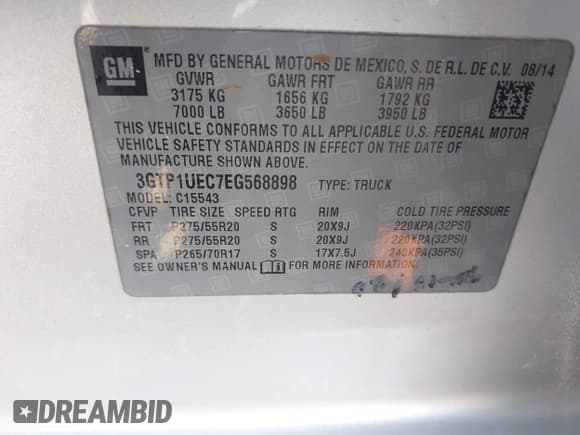 GM
MFD BY GENERAL MOTORS DE MEXICO, S. DE R.L. DE C.V. 08/14
GVWR GAWR FRT GAWR RR
3175 KG 1656 KG 1792 KG
7000 LB 3650 LB 3950 LB
THIS VEHICLE CONFORMS TO ALL APPLICABLE U.S. FEDERAL MOTOR
VEHICLE SAFETY STANDARDS IN EFFECT ON THE DATE OF
MANUFACTURE SHOWN ABOVE.
3GTP1UEC7EG568898 TYPE: TRUCK
MODEL: C15543
CFVP TIRE SIZE SPEED RTG RIM COLD TIRE PRESSURE
FRT P275/55R20 S 20X9J 220KPA(32PSI)
RR P275/55R20 S 20X9J 220KPA(32PSI)
SPA P265/70R17 S 17X7.5J 240KPA(35PSI)
SEE OWNER'S MANUAL FOR MORE INFORMATION.
DREAMBID